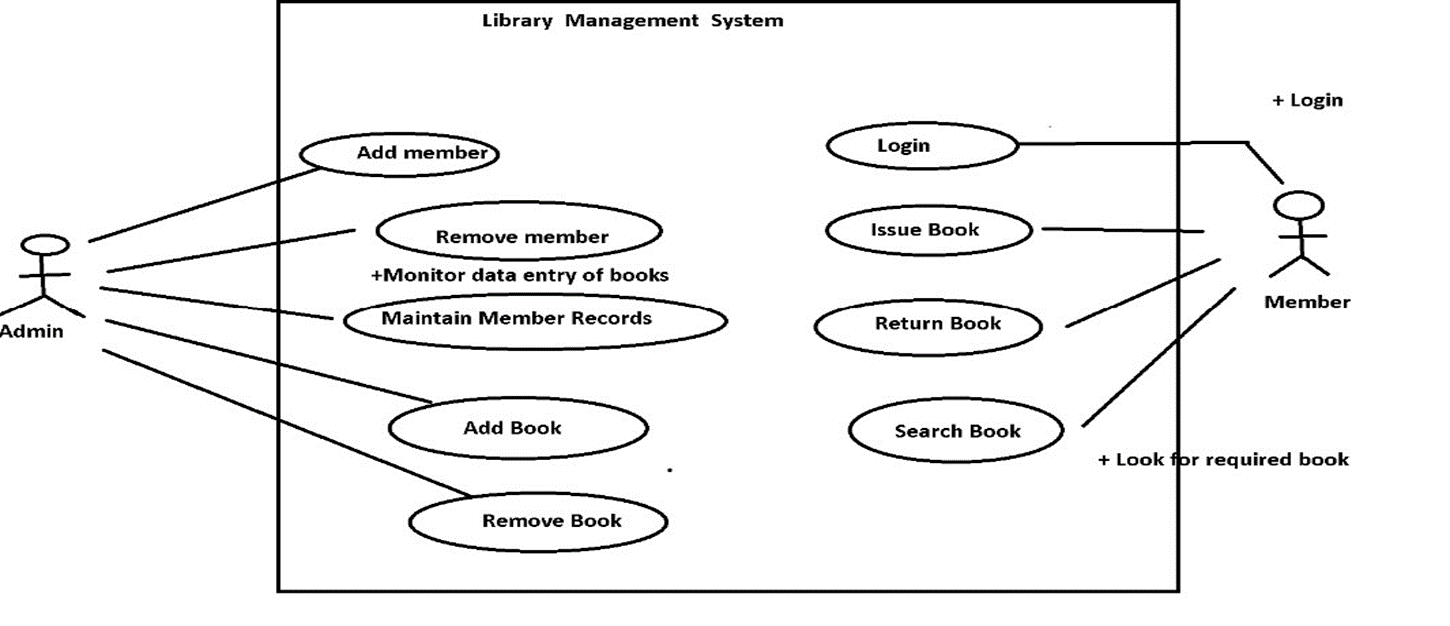 Library Management System
+ Login
Add member
Login
Remove member
Issue Book
+Monitor data entry of books
Maintain Member Records
Return Book
Admin
Member
Add Book
Search Book
+ Look for required book
Remove Book